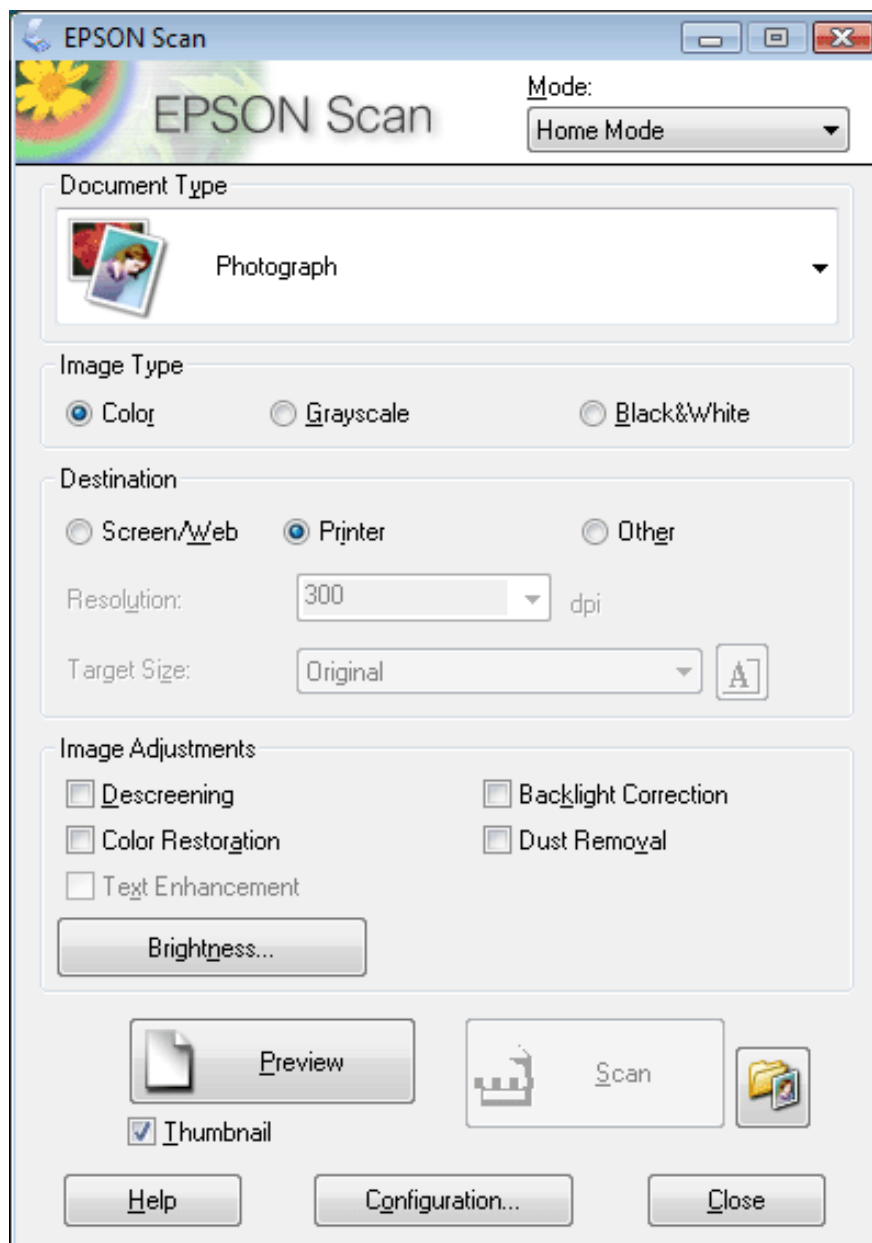 EPSON Scan
EPSON Scan
Mode:
Home Mode
Document Type
Photograph
Image Type
Color Grayscale Black&White
Destination
Screen/Web Printer Other
Resolution: 300 dpi
Target Size: Original A
Image Adjustments
Descreening Backlight Correction
Color Restoration Dust Removal
Text Enhancement
Brightness...
Preview Scan
Thumbnail
Help Configuration... Close